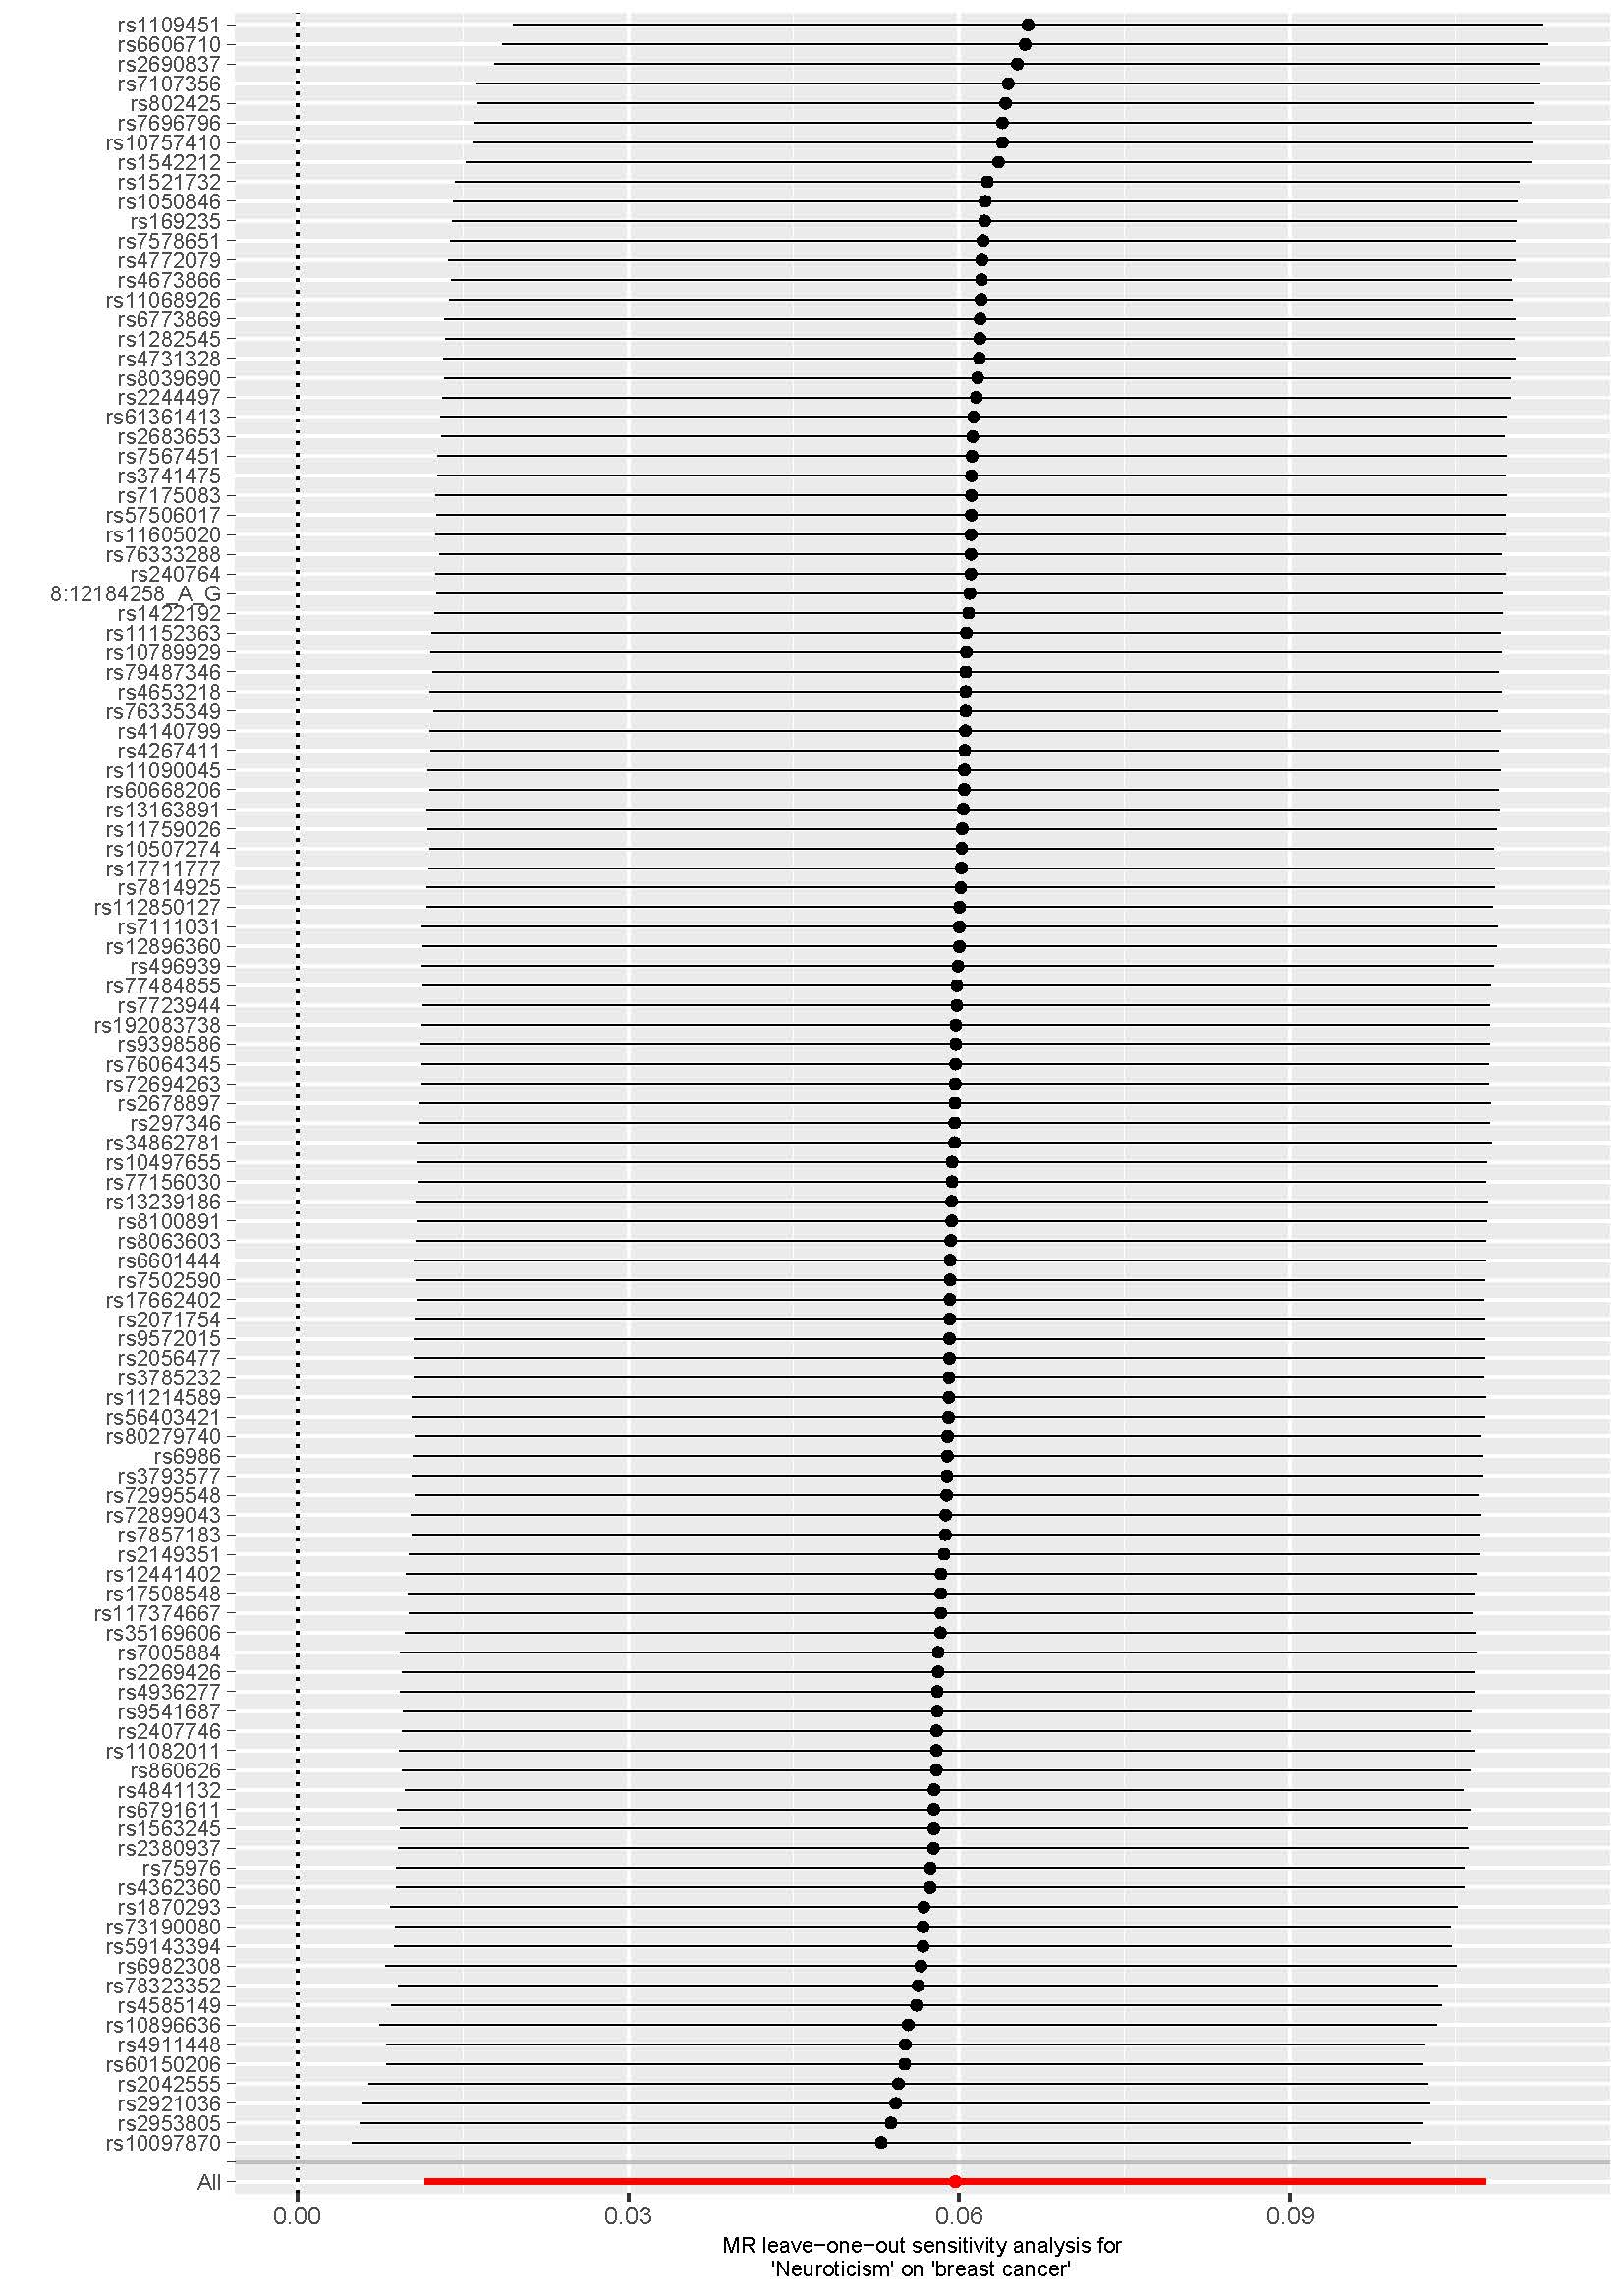 rs1109451
rs6606710
rs2690837
rs7107356
rs802425
rs7696796
rs10757410
rs1542212
rs1521732
rs1050846
rs169235
rs7578651
rs4772079
rs4673866
rs11068926
rs6773869
rs1282545
rs4731328
rs8039690
rs2244497
rs61361413
rs2683653
rs7567451
rs3741475
rs7175083
rs57506017
rs11605020
rs76333288
rs240764
8:12184258_A_G
rs1422192
rs11152363
rs10789929
rs79487346
rs4653218
rs76335349
rs4140799
rs4267411
rs11090045
rs60668206
rs13163891
rs11759026
rs10507274
rs17711777
rs7814925
rs112850127
rs7111031
rs12896360
rs496939
rs77484855
rs7723944
rs192083738
rs9398586
rs76064345
rs72694263
rs2678897
rs297346
rs34862781
rs10497655
rs77156030
rs13239186
rs8100891
rs8063603
rs6601444
rs7502590
rs17662402
rs2071754
rs9572015
rs2056477
rs3785232
rs11214589
rs56403421
rs80279740
rs6986
rs3793577
rs72995548
rs72899043
rs7857183
rs2149351
rs12441402
rs17508548
rs117374667
rs35169606
rs7005884
rs2269426
rs4936277
rs9541687
rs2407746
rs11082011
rs860626
rs4841132
rs6791611
rs1563245
rs2380937
rs75976
rs4362360
rs1870293
rs73190080
rs59143394
rs6982308
rs78323352
rs4585149
rs10896636
rs4911448
rs60150206
rs2042555
rs2921036
rs2953805
rs10097870
All
0.00 0.03 0.06 0.09
MR leave−one−out sensitivity analysis for
'Neuroticism' on 'breast cancer'